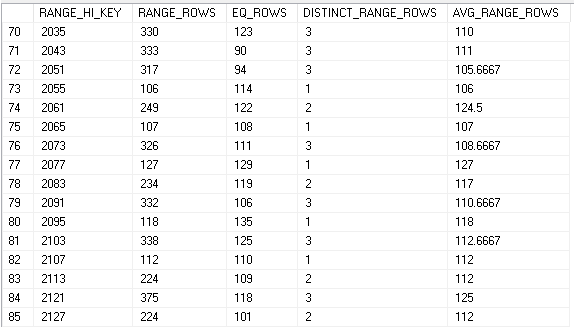 RANGE_HI_KEY RANGE_ROWS EQ_ROWS DISTINCT_RANGE_ROWS AVG_RANGE_ROWS
70 2035 330 123 3 110
71 2043 333 90 3 111
72 2051 317 94 3 105.6667
73 2055 106 114 1 106
74 2061 249 122 2 124.5
75 2065 107 108 1 107
76 2073 326 111 3 108.6667
77 2077 127 129 1 127
78 2083 234 119 2 117
79 2091 332 106 3 110.6667
80 2095 118 135 1 118
81 2103 338 125 3 112.6667
82 2107 112 110 1 112
83 2113 224 109 2 112
84 2121 375 118 3 125
85 2127 224 101 2 112